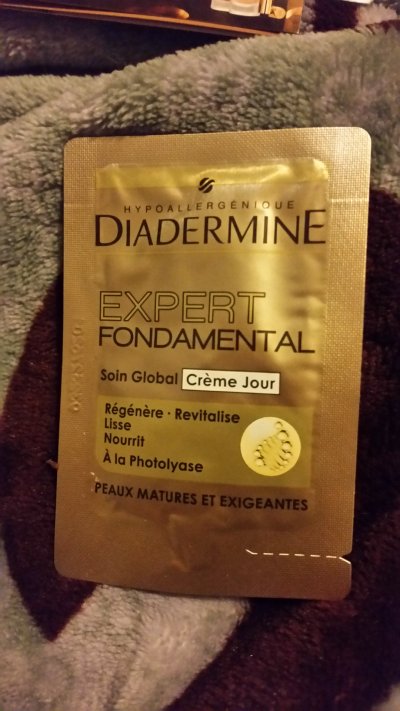 HYPOALLERGÉNIQUE
DIADERMINE
EXPERT
FONDAMENTAL
Soin Global Crème Jour
Régénère · Revitalise
Lisse
Nourrit
À la Photolyase
PEAUX MATURES ET EXIGEANTES